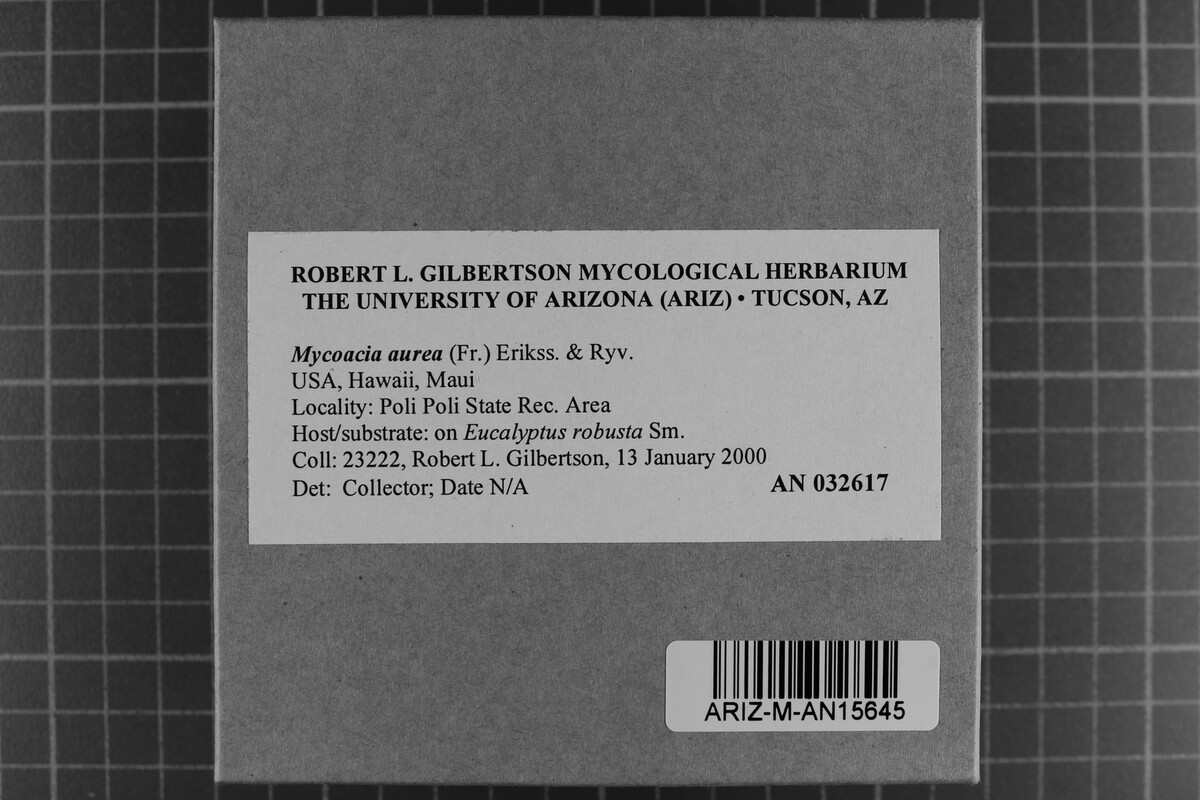 ROBERT L. GILBERTSON MYCOLOGICAL HERBARIUM
THE UNIVERSITY OF ARIZONA (ARIZ) • TUCSON, AZ
Mycoacia aurea (Fr.) Erikss. & Ryv.
USA, Hawaii, Maui
Locality: Poli Poli State Rec. Area
Host/substrate: on Eucalyptus robusta Sm.
Coll: 23222, Robert L. Gilbertson, 13 January 2000
Det: Collector; Date N/A
AN 032617
ARIZ-M-AN15645